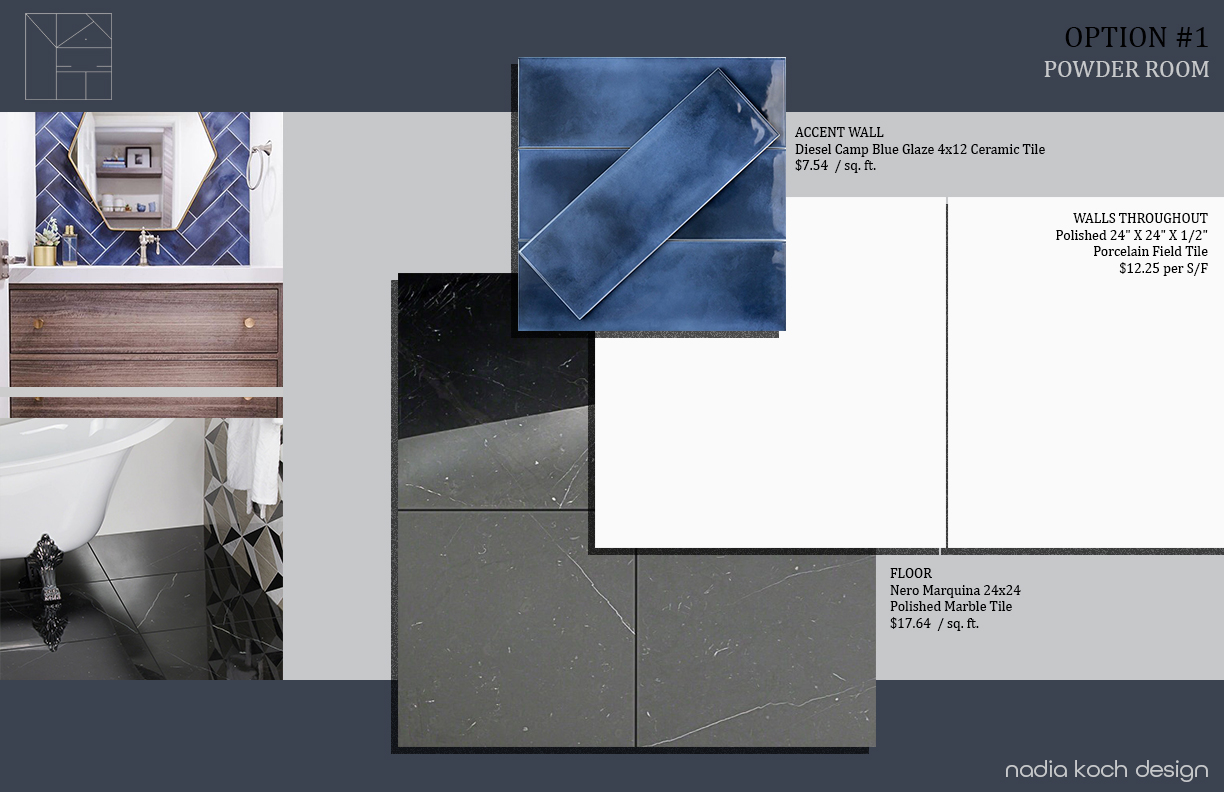 OPTION #1
POWDER ROOM
ACCENT WALL
Diesel Camp Blue Glaze 4x12 Ceramic Tile
$7.54 / sq. ft.
WALLS THROUGHOUT
Polished 24" X 24" X 1/2"
Porcelain Field Tile
$12.25 per S/F
FLOOR
Nero Marquina 24x24
Polished Marble Tile
$17.64 / sq. ft.
nadia koch design